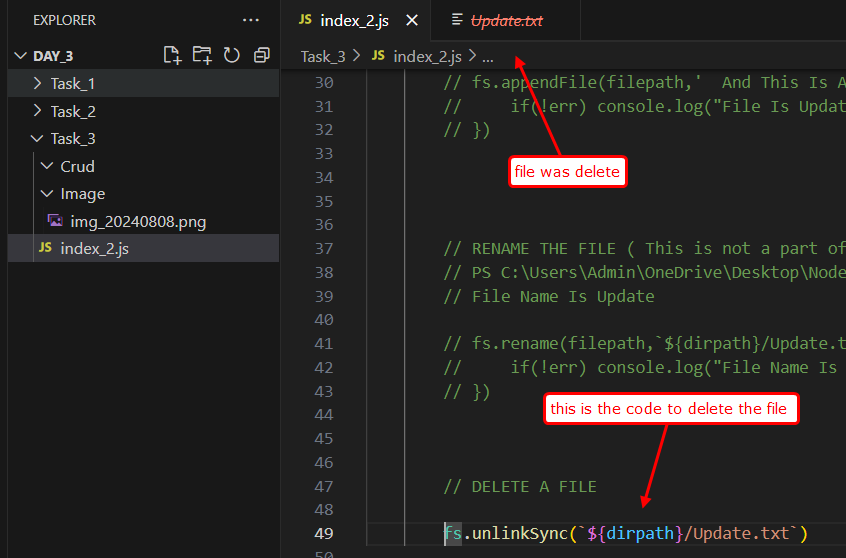 EXPLORER ...
JS index_2.js
Update.txt
DAY_3
Task_3 > JS index_2.js > ...
Task_1
Task_2
Task_3
Crud
Image
img_20240808.png
JS index_2.js
30 // fs.appendFile(filepath,'  And This Is A
31 //     if(!err) console.log("File Is Updat
32 // })
33
file was delete
34
35
36
37 // RENAME THE FILE ( This is not a part of
38 // PS C:\Users\Admin\OneDrive\Desktop\Node
39 // File Name Is Update
40
41 // fs.rename(filepath,`${dirpath}/Update.t
42 //     if(!err) console.log("File Name Is
43 // })
this is the code to delete the file
44
45
46
47 // DELETE A FILE
48
49 fs.unlinkSync(`${dirpath}/Update.txt`)
50